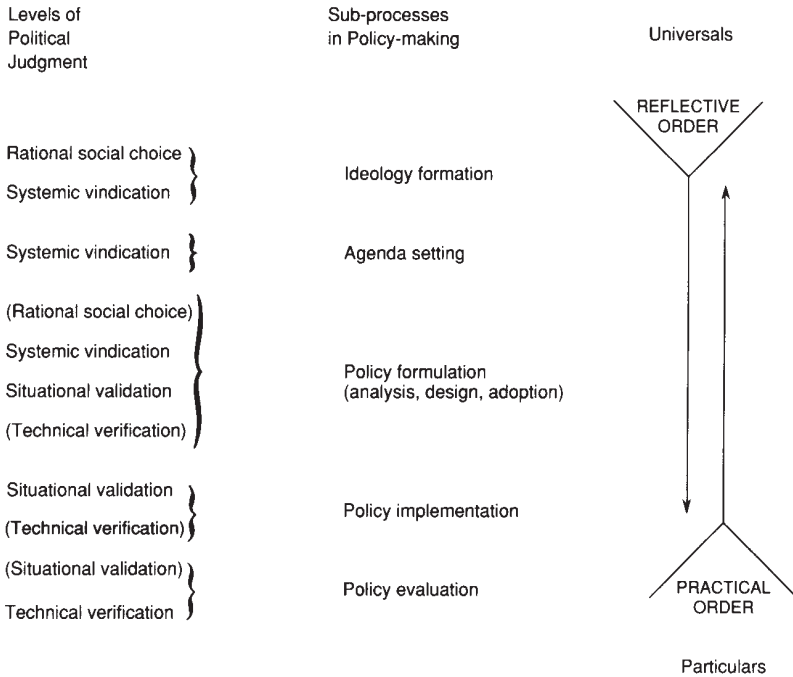 Levels of
Political
Judgment
Sub-processes
in Policy-making
Universals
REFLECTIVE
ORDER
Rational social choice
Systemic vindication
Ideology formation
Systemic vindication
Agenda setting
(Rational social choice)
Systemic vindication
Situational validation
(Technical verification)
Policy formulation
(analysis, design, adoption)
Situational validation
(Technical verification)
Policy implementation
(Situational validation)
Technical verification
Policy evaluation
PRACTICAL
ORDER
Particulars